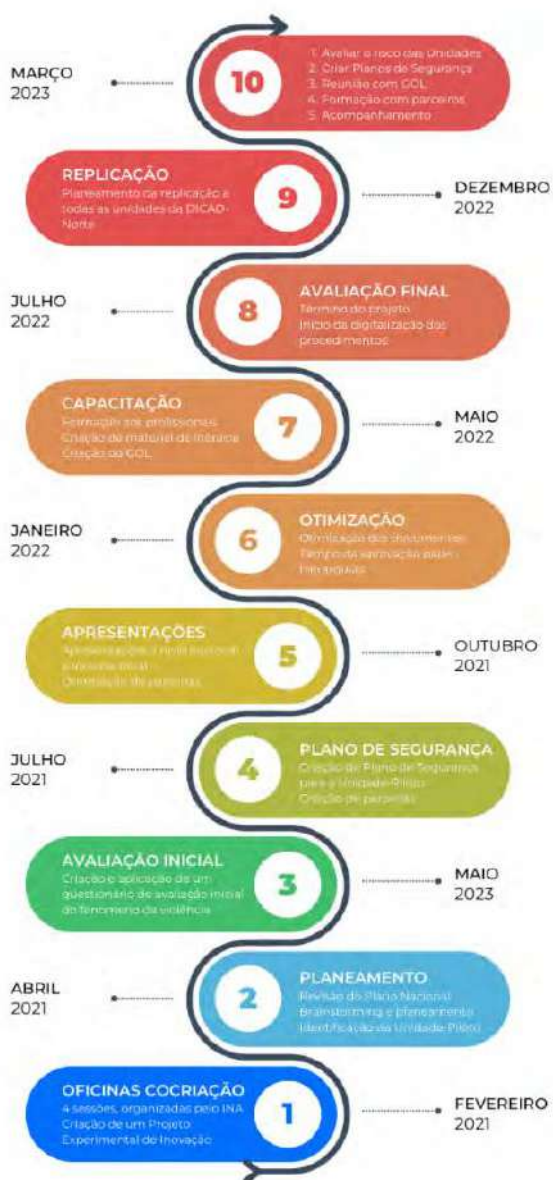 MARÇO
2023
10
1. Avaliar o risco das Unidades
2. Criar Planos de Segurança
3. Reunião com GOL
4. Formação com parceiros
5. Acompanhamento
REPLICAÇÃO
Planeamento da replicação a
todas as unidades da DICAD-
Norte
9
DEZEMBRO
2022
JULHO
2022
8
AVALIAÇÃO FINAL
Término do projeto
Início da digitalização dos
procedimentos
CAPACITAÇÃO
Formação aos profissionais
Criação de material
Criação do GOL
7
MAIO
2022
JANEIRO
2022
6
OTIMIZAÇÃO
Otimização dos documentos
Tempo da aprovação
APRESENTAÇÕES
5
OUTUBRO
2021
JULHO
2021
4
PLANO DE SEGURANÇA
Criação do Plano de Segurança
para a Unidade-Piloto
Criação de parcerias
AVALIAÇÃO INICIAL
Criação e aplicação de um
questionário de avaliação inicial
do fenómeno da violência
3
MAIO
2023
ABRIL
2021
2
PLANEAMENTO
Revisão do Plano Nacional
Brainstorming e planeamento
Identificação da Unidade-Piloto
OFICINAS COCRIAÇÃO
4 sessões, organizadas pelo INA
Criação de um Projeto
Experimental de Inovação
1
FEVEREIRO
2021